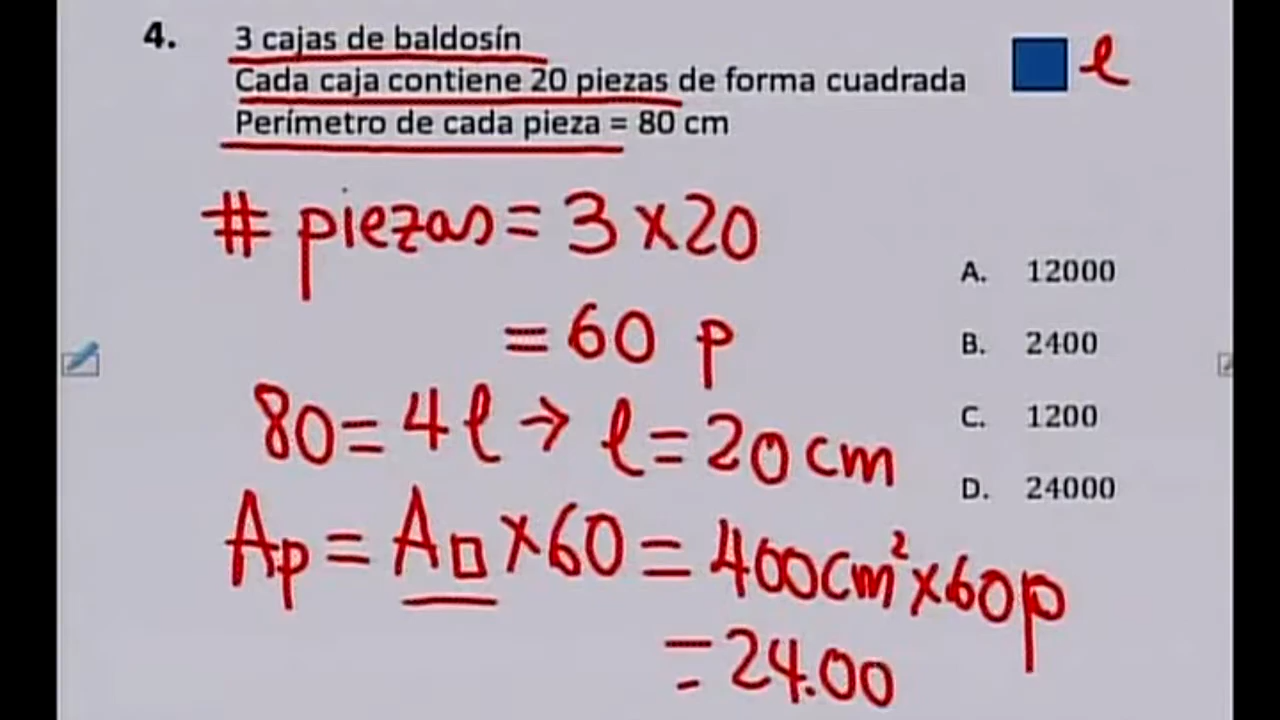 4. 3 cajas de baldosín
Cada caja contiene 20 piezas de forma cuadrada
Perímetro de cada pieza = 80 cm
l
# piezas = 3 x 20
= 60 p
80 = 4l → l = 20 cm
Ap = A□ x 60 = 400cm² x 60p
= 24.00
A. 12000
B. 2400
C. 1200
D. 24000